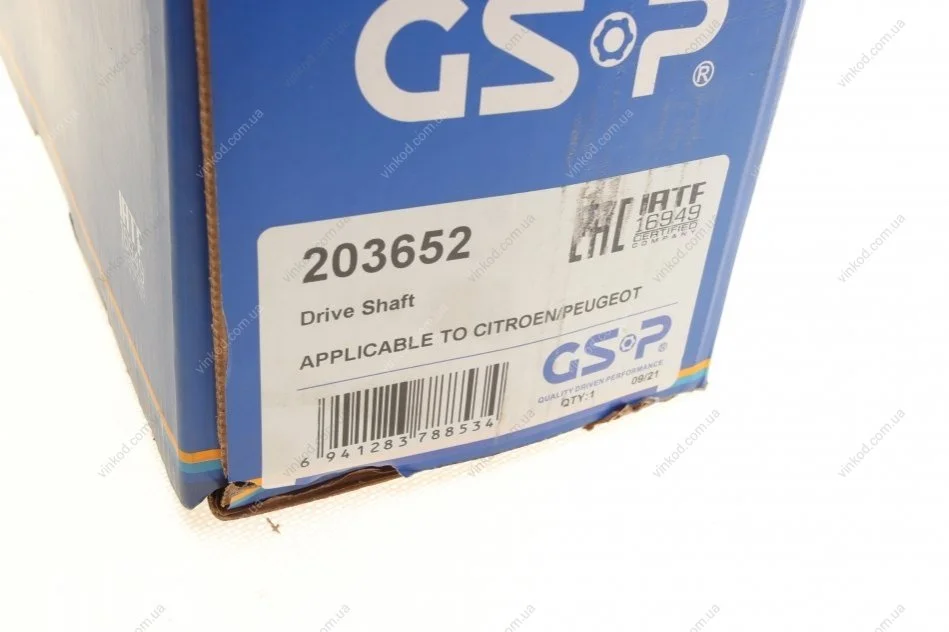 GSP®
203652
Drive Shaft
APPLICABLE TO CITROEN/PEUGEOT
EAC
IATF
16949
CERTIFIED
COMPANY
GSP®
QUALITY DRIVEN PERFORMANCE
QTY:1
09/21
6 941283 788534
IATF
vinkod.com.ua